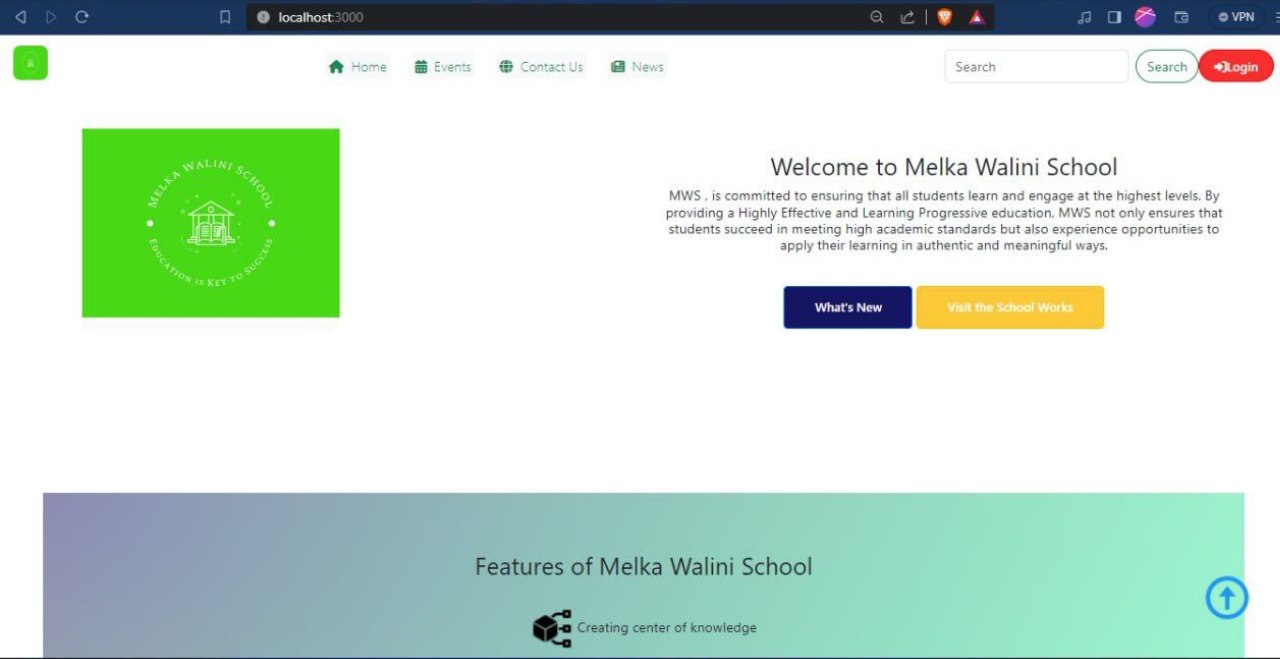 localhost:3000
VPN
Home
Events
Contact Us
News
Search
Search
Login
MELKA WALINI SCHOOL
EDUCATION IS KEY TO SUCCESS
Welcome to Melka Walini School
MWS , is committed to ensuring that all students learn and engage at the highest levels. By
providing a Highly Effective and Learning Progressive education, MWS not only ensures that
students succeed in meeting high academic standards but also experience opportunities to
apply their learning in authentic and meaningful ways.
What's New
Visit the School Works
Features of Melka Walini School
Creating center of knowledge